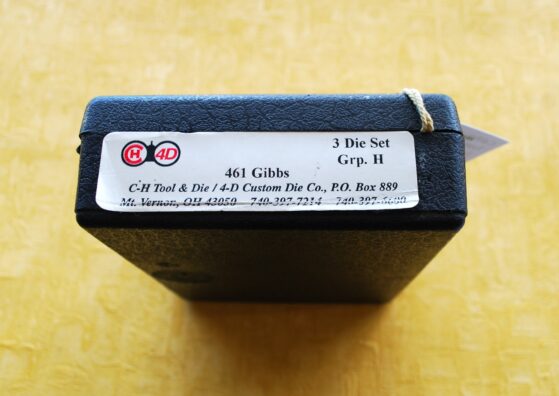 CH 4D
3 Die Set
Grp. H
461 Gibbs
C-H Tool & Die / 4-D Custom Die Co., P.O. Box 889
Mt. Vernon, OH 43050 740-397-7214